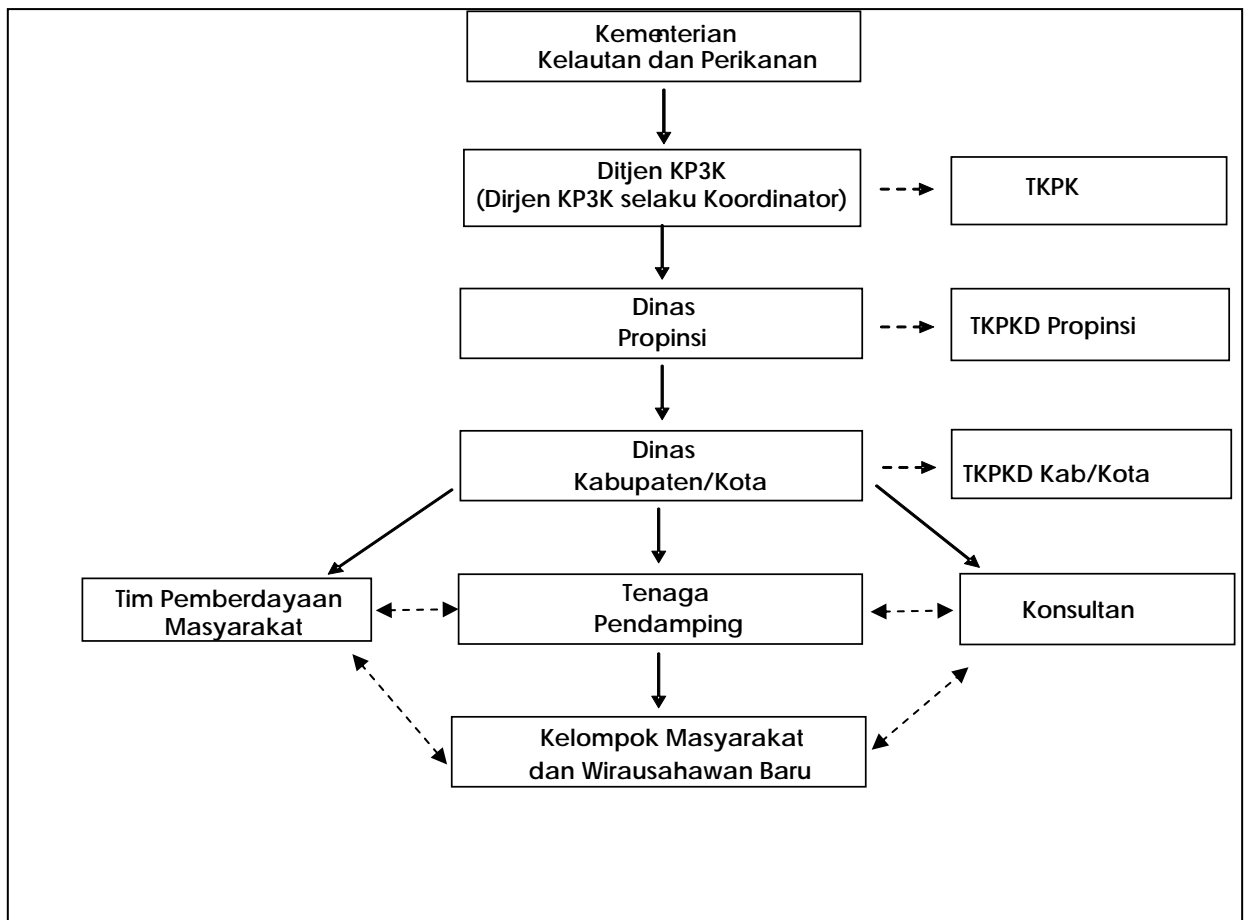 Kementerian
Kelautan dan Perikanan
Ditjen KP3K
(Dirjen KP3K selaku Koordinator)
TKPK
Dinas
Propinsi
TKPKD Propinsi
Dinas
Kabupaten/Kota
TKPKD Kab/Kota
Tim Pemberdayaan
Masyarakat
Tenaga
Pendamping
Konsultan
Kelompok Masyarakat
dan Wirausahawan Baru